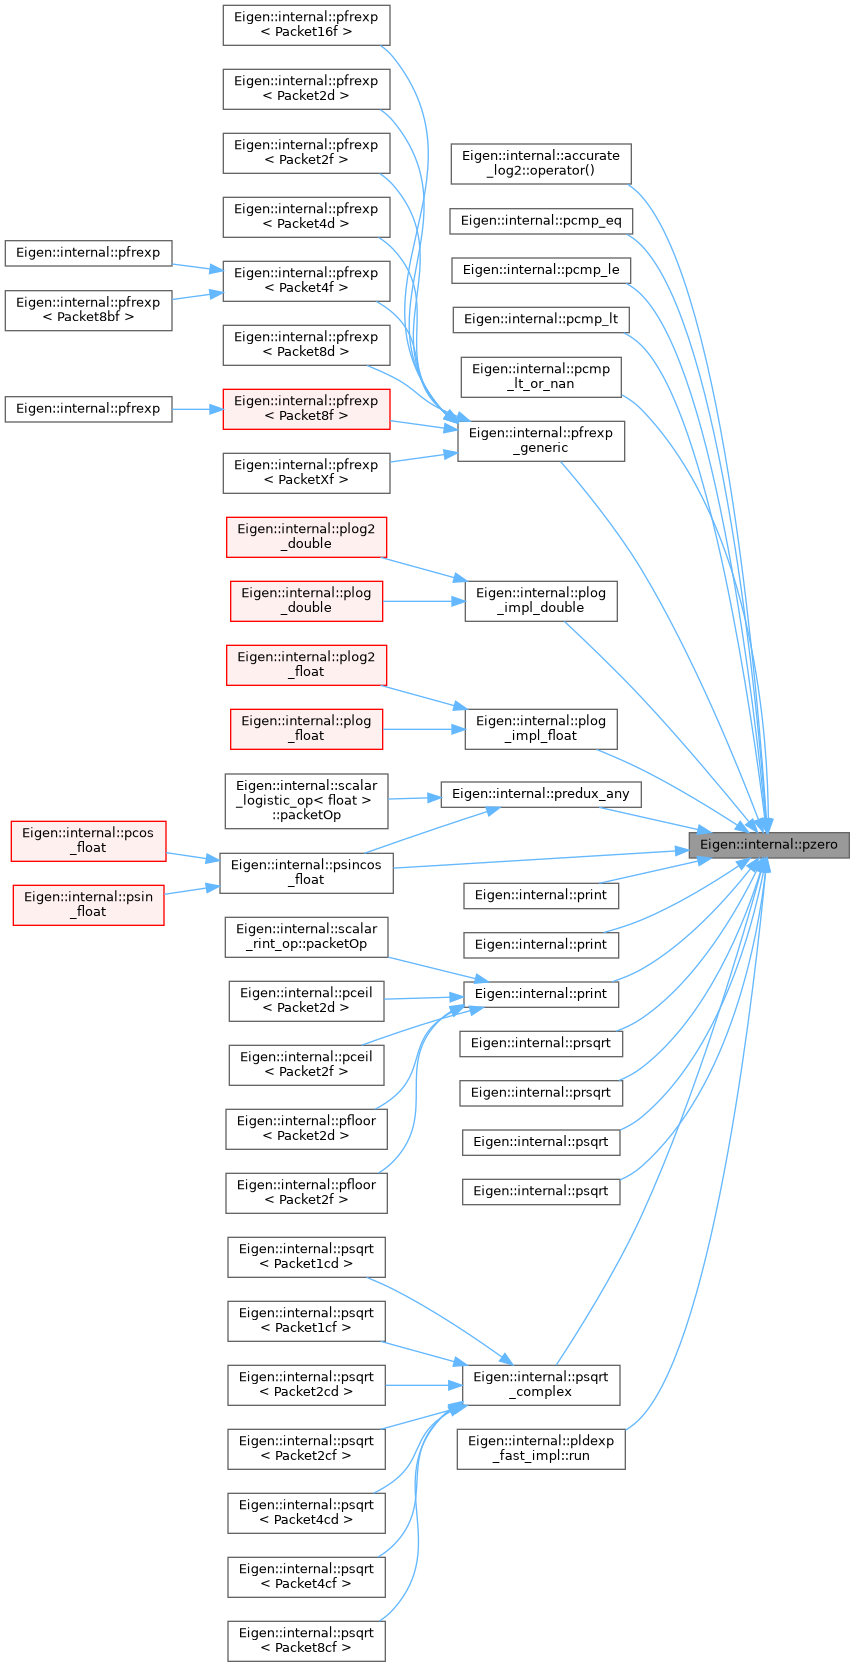 Eigen::internal::pfrexp
< Packet16f >
Eigen::internal::pfrexp
< Packet2d >
Eigen::internal::pfrexp
< Packet2f >
Eigen::internal::pfrexp
< Packet4d >
Eigen::internal::pfrexp
Eigen::internal::pfrexp
< Packet4f >
Eigen::internal::pfrexp
< Packet8bf >
Eigen::internal::pfrexp
< Packet8d >
Eigen::internal::pfrexp
Eigen::internal::pfrexp
< Packet8f >
Eigen::internal::pfrexp
< PacketXf >
Eigen::internal::plog2
_double
Eigen::internal::plog
_double
Eigen::internal::plog2
_float
Eigen::internal::plog
_float
Eigen::internal::scalar
_logistic_op< float >
::packetOp
Eigen::internal::pcos
_float
Eigen::internal::psin
_float
Eigen::internal::psincos
_float
Eigen::internal::scalar
_rint_op::packetOp
Eigen::internal::pceil
< Packet2d >
Eigen::internal::pceil
< Packet2f >
Eigen::internal::pfloor
< Packet2d >
Eigen::internal::pfloor
< Packet2f >
Eigen::internal::psqrt
< Packet1cd >
Eigen::internal::psqrt
< Packet1cf >
Eigen::internal::psqrt
< Packet2cd >
Eigen::internal::psqrt
< Packet2cf >
Eigen::internal::psqrt
< Packet4cd >
Eigen::internal::psqrt
< Packet4cf >
Eigen::internal::psqrt
< Packet8cf >
Eigen::internal::accurate
_log2::operator()
Eigen::internal::pcmp_eq
Eigen::internal::pcmp_le
Eigen::internal::pcmp_lt
Eigen::internal::pcmp
_lt_or_nan
Eigen::internal::pfrexp
_generic
Eigen::internal::plog
_impl_double
Eigen::internal::plog
_impl_float
Eigen::internal::predux_any
Eigen::internal::print
Eigen::internal::print
Eigen::internal::print
Eigen::internal::prsqrt
Eigen::internal::prsqrt
Eigen::internal::psqrt
Eigen::internal::psqrt
Eigen::internal::psqrt
_complex
Eigen::internal::pldexp
_fast_impl::run
Eigen::internal::pzero